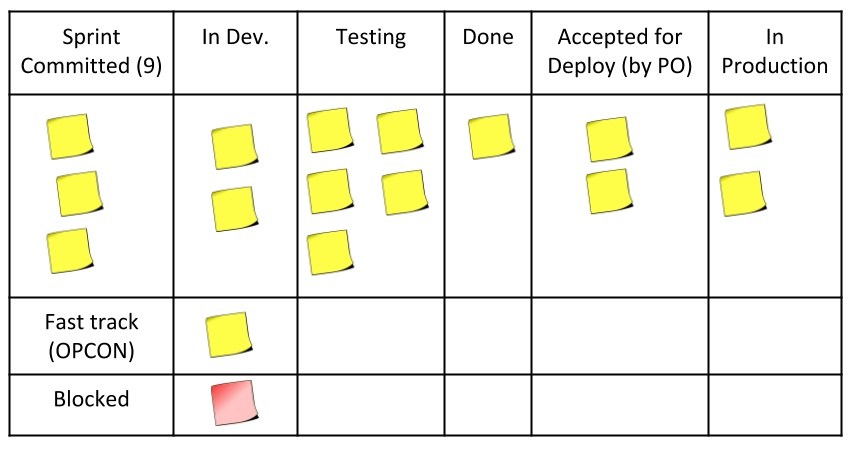 Sprint
Committed (9)
In Dev.
Testing
Done
Accepted for
Deploy (by PO)
In
Production
Fast track
(OPCON)
Blocked